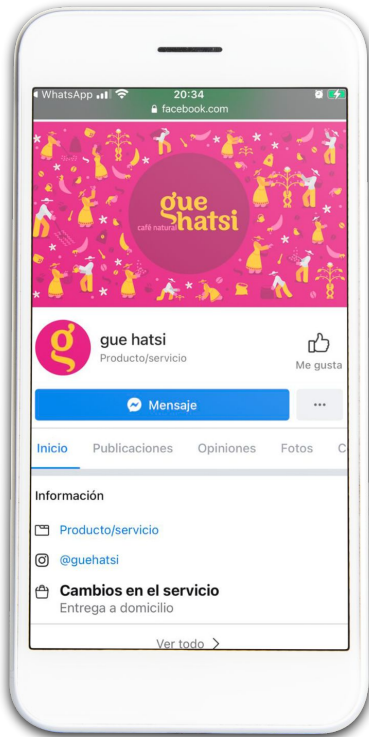 WhatsApp 20:34
facebook.com
gue
café natural hatsi
g
gue hatsi
Producto/servicio
Me gusta
Mensaje
Inicio Publicaciones Opiniones Fotos C
Información
Producto/servicio
@guehatsi
Cambios en el servicio
Entrega a domicilio
Ver todo